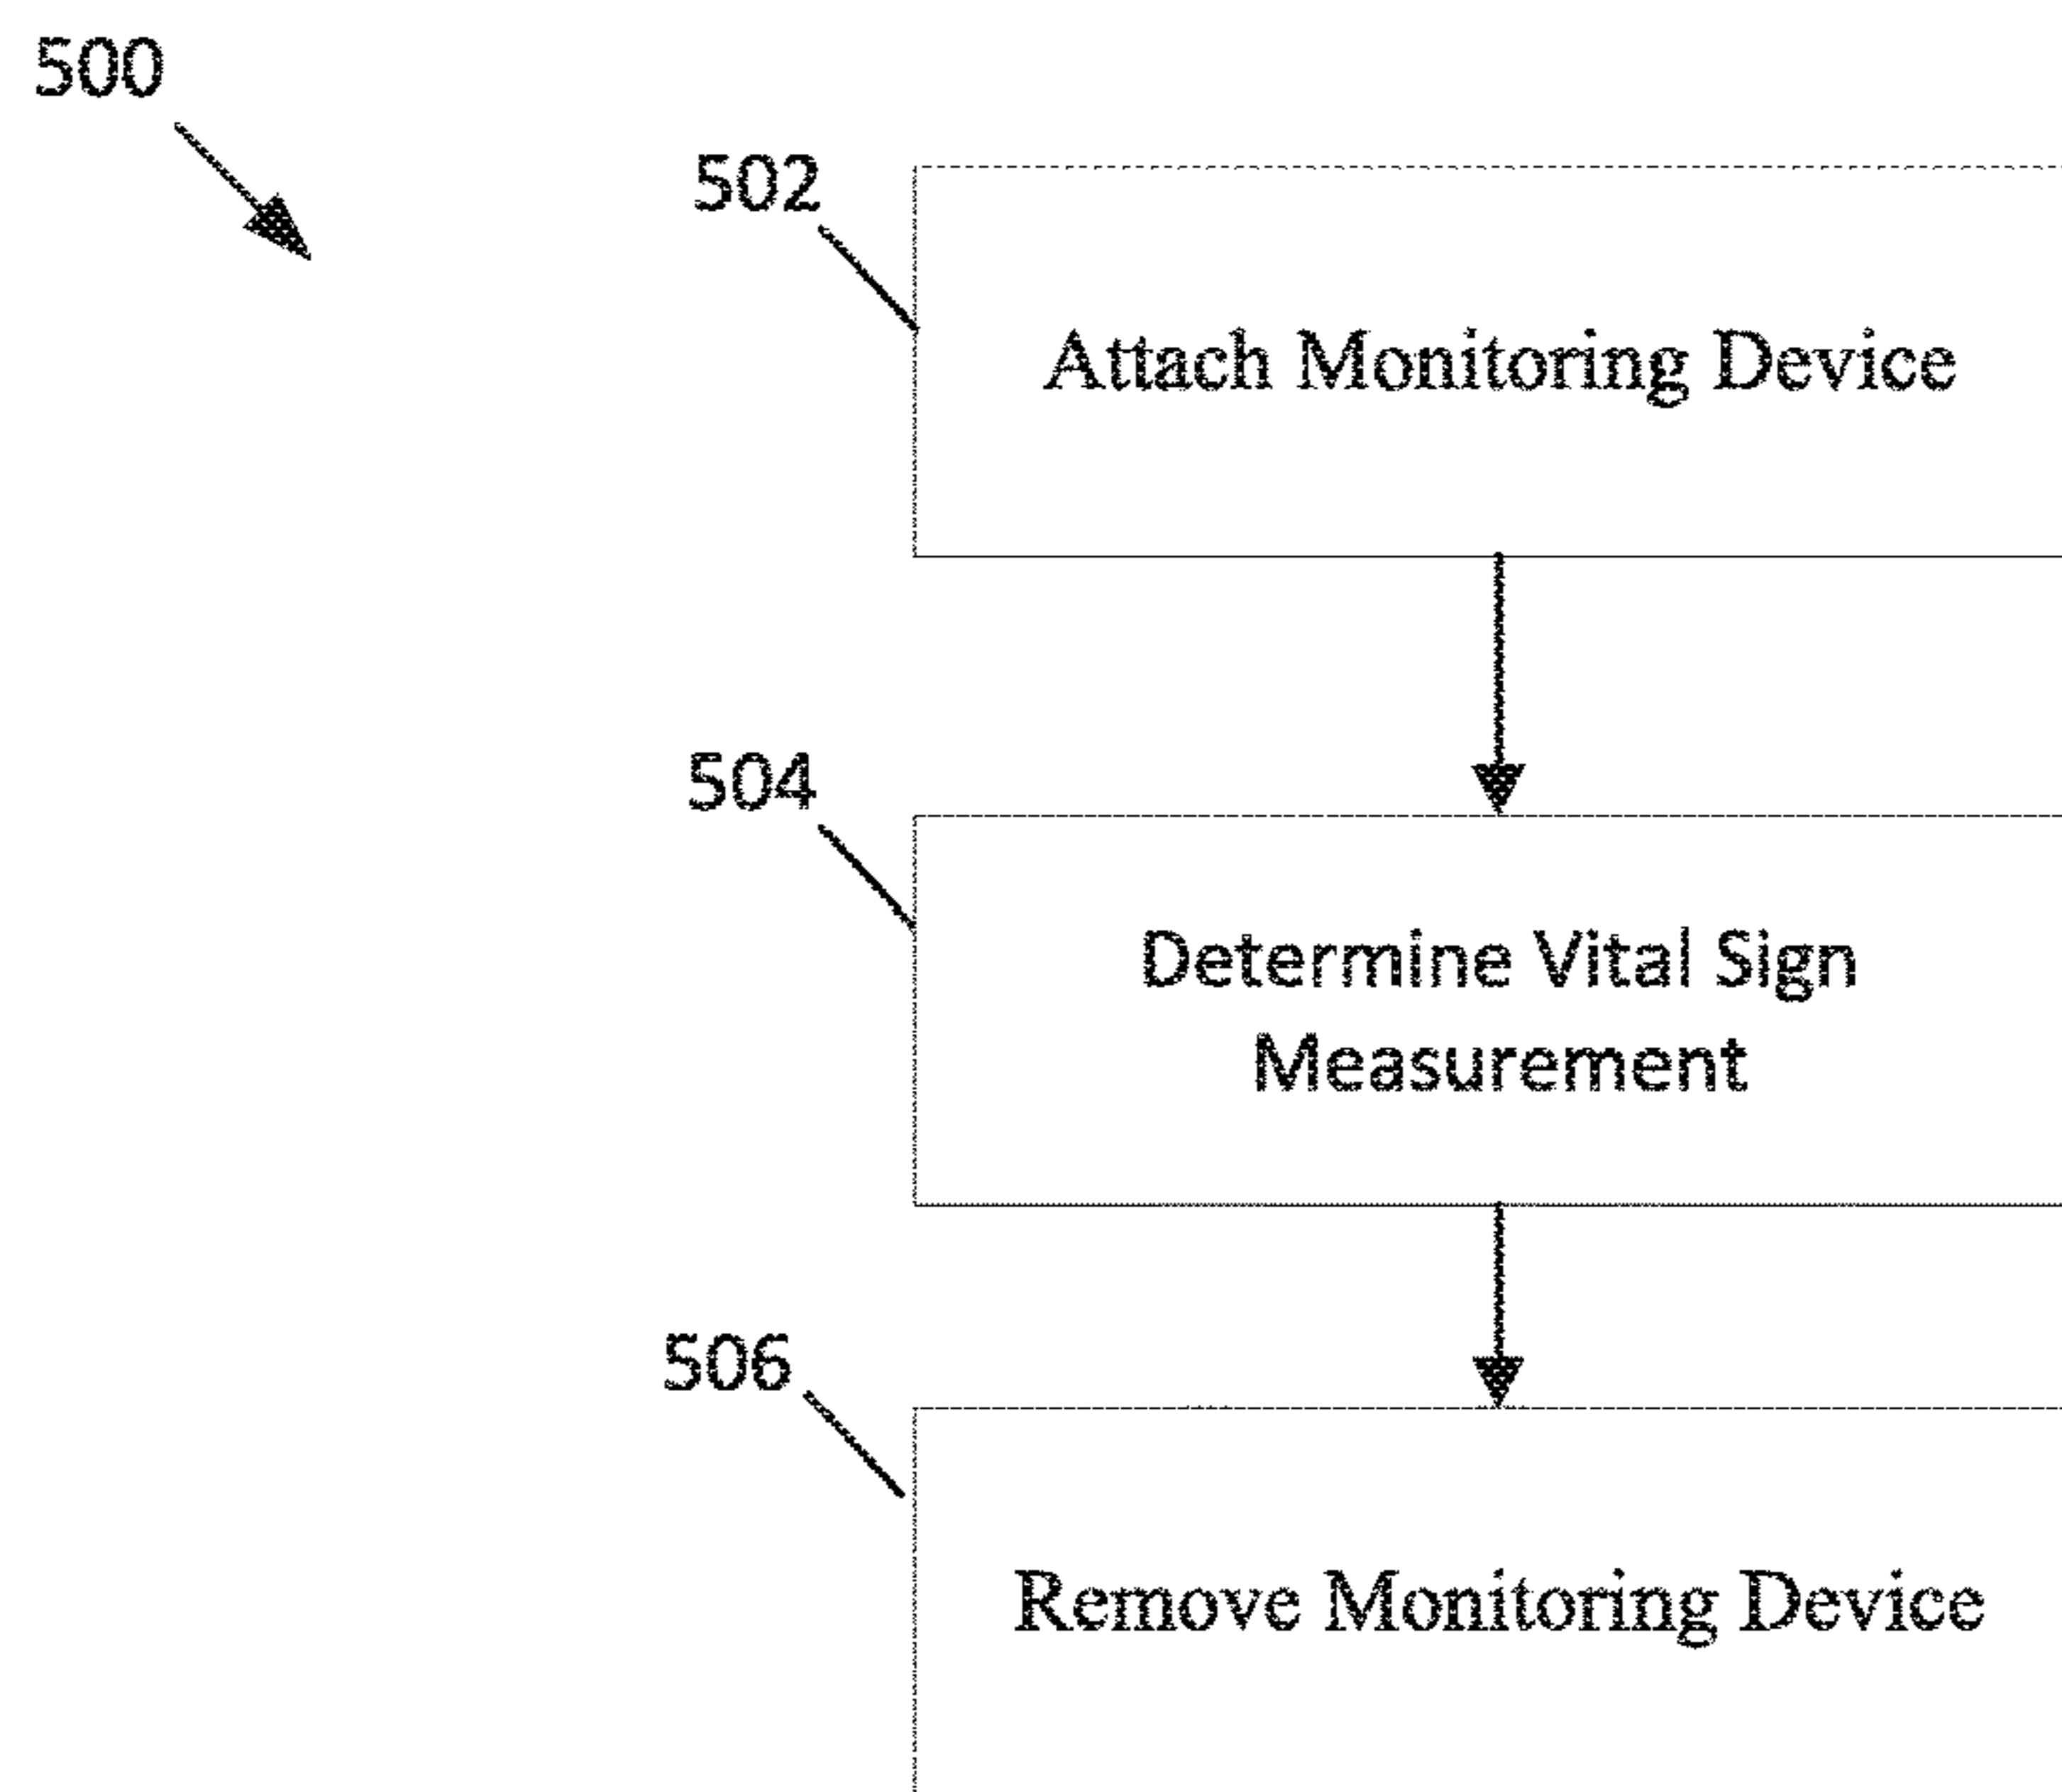 500
502
Attach Monitoring Device
504
Determine Vital Sign
Measurement
506
Remove Monitoring Device